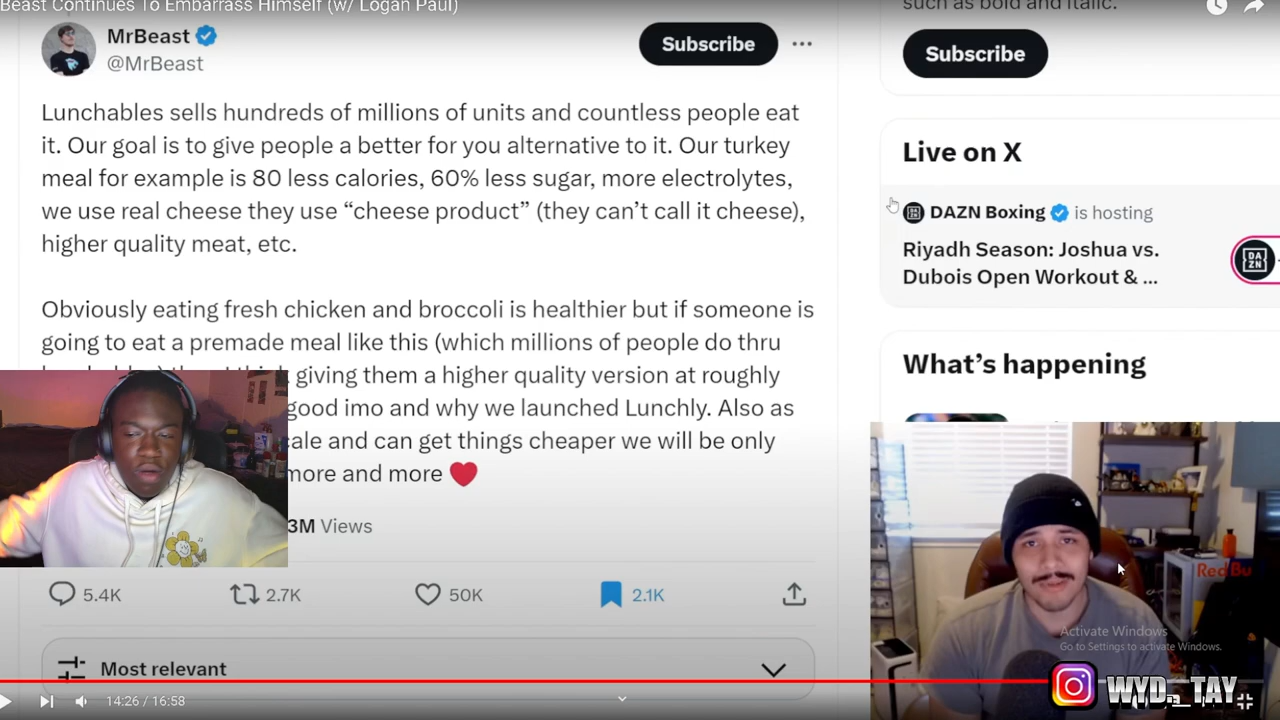 Beast Continues To Embarrass Himself (w/ Logan Paul)
such as bold and italic.
MrBeast
@MrBeast
Subscribe
Subscribe
Lunchables sells hundreds of millions of units and countless people eat
it. Our goal is to give people a better for you alternative to it. Our turkey
meal for example is 80 less calories, 60% less sugar, more electrolytes,
we use real cheese they use “cheese product” (they can’t call it cheese),
higher quality meat, etc.
Obviously eating fresh chicken and broccoli is healthier but if someone is
going to eat a premade meal like this (which millions of people do thru
giving them a higher quality version at roughly
good imo and why we launched Lunchly. Also as
and can get things cheaper we will be only
more and more ❤️
3M Views
5.4K
2.7K
50K
2.1K
Most relevant
Live on X
DAZN Boxing is hosting
Riyadh Season: Joshua vs.
Dubois Open Workout & ...
DA
ZN
What’s happening
Red Bu
Activate Windows
Go to Settings to activate Windows.
WYD_TAY
14:26 / 16:58